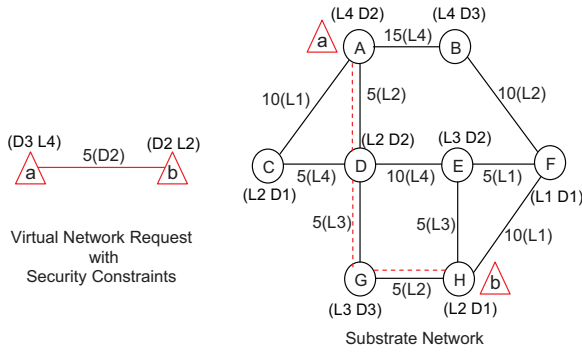 (L4 D2)
(L4 D3)
a
A
15(L4)
B
10(L1)
5(L2)
10(L2)
(D3 L4)
5(D2)
(D2 L2)
a
b
(L2 D2)
(L3 D2)
C
5(L4)
D
10(L4)
E
5(L1)
F
(L2 D1)
(L1 D1)
5(L3)
5(L3)
10(L1)
Virtual Network Request
with
Security Constraints
G
5(L2)
H
b
(L3 D3)
(L2 D1)
Substrate Network